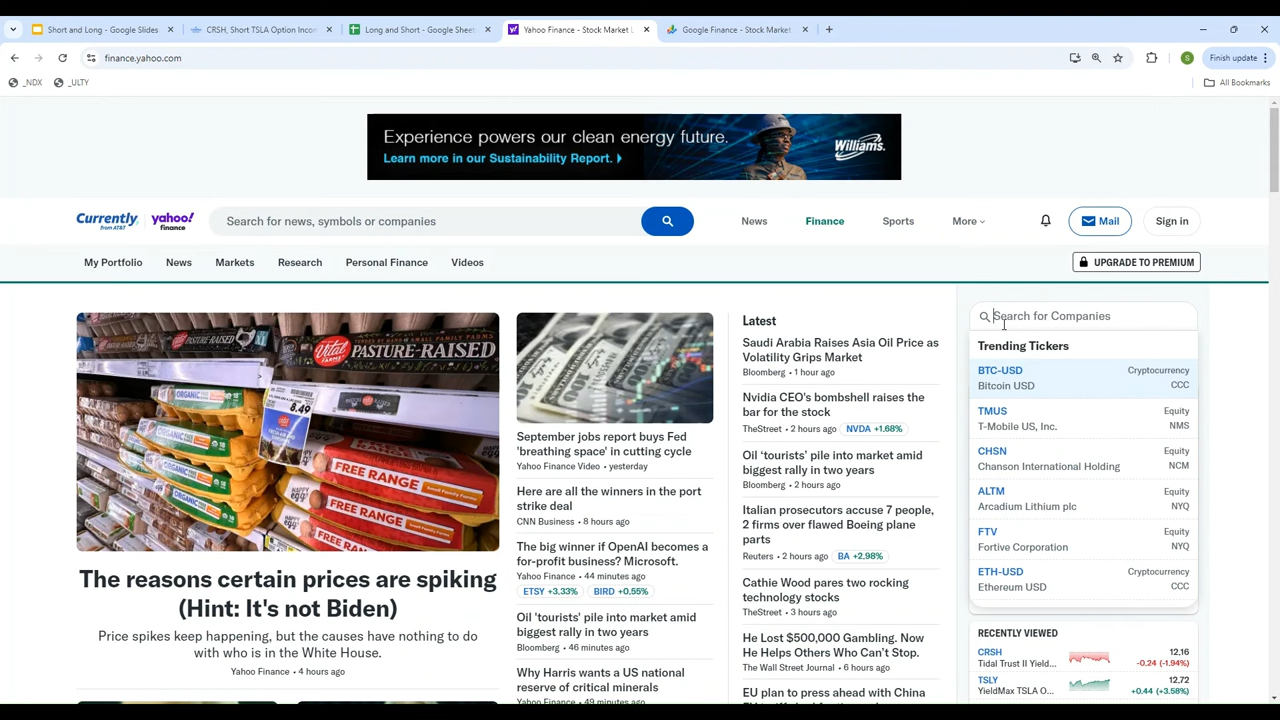 Short and Long - Google Slides
CRSH, Short TSLA Option Incom
Long and Short - Google Sheet
Yahoo Finance - Stock Market L
Google Finance - Stock Market
finance.yahoo.com
Finish update
_NDX
_ULTY
All Bookmarks
Experience powers our clean energy future.
Learn more in our Sustainability Report.
Williams
Currently
from AT&T
yahoo!
finance
Search for news, symbols or companies
News
Finance
Sports
More
Mail
Sign in
My Portfolio
News
Markets
Research
Personal Finance
Videos
UPGRADE TO PREMIUM
PASTURE-RAISED
ORGANIC
FREE RANGE
6.49
FREE RANGE
The reasons certain prices are spiking
(Hint: It's not Biden)
Price spikes keep happening, but the causes have nothing to do
with who is in the White House.
Yahoo Finance • 4 hours ago
September jobs report buys Fed
'breathing space' in cutting cycle
Yahoo Finance Video • yesterday
Here are all the winners in the port
strike deal
CNN Business • 8 hours ago
The big winner if OpenAI becomes a
for-profit business? Microsoft.
Yahoo Finance • 44 minutes ago
ETSY +3.33%
BIRD +0.55%
Oil 'tourists' pile into market amid
biggest rally in two years
Bloomberg • 46 minutes ago
Why Harris wants a US national
reserve of critical minerals
Yahoo Finance • 49 minutes ago
Latest
Saudi Arabia Raises Asia Oil Price as
Volatility Grips Market
Bloomberg • 1 hour ago
Nvidia CEO's bombshell raises the
bar for the stock
TheStreet • 2 hours ago
NVDA +1.68%
Oil 'tourists' pile into market amid
biggest rally in two years
Bloomberg • 2 hours ago
Italian prosecutors accuse 7 people,
2 firms over flawed Boeing plane
parts
Reuters • 2 hours ago
BA +2.98%
Cathie Wood pares two rocking
technology stocks
TheStreet • 3 hours ago
He Lost $500,000 Gambling. Now
He Helps Others Who Can't Stop.
The Wall Street Journal • 6 hours ago
EU plan to press ahead with China
Search for Companies
Trending Tickers
BTC-USD Cryptocurrency
Bitcoin USD CCC
TMUS Equity
T-Mobile US, Inc. NMS
CHSN Equity
Chanson International Holding NCM
ALTM Equity
Arcadium Lithium plc NYQ
FTV Equity
Fortive Corporation NYQ
ETH-USD Cryptocurrency
Ethereum USD CCC
RECENTLY VIEWED
CRSH 12,16
Tidal Trust II Yield... -0.24 (-1.94%)
TSLY 12,72
YieldMax TSLA O... +0.44 (+3.58%)